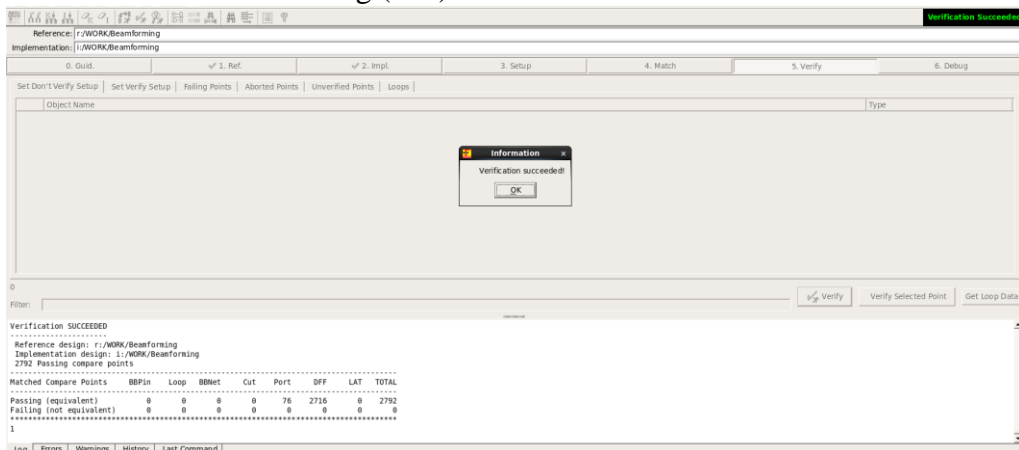 Verification Succeeded
Reference: r:/WORK/Beamforming
Implementation: i:/WORK/Beamforming
0. Guid. 1. Ref. 2. Impl. 3. Setup 4. Match 5. Verify 6. Debug
Set Don't Verify Setup Set Verify Setup Failing Points Aborted Points Unverified Points Loops
Object Name Type
Information x
Verification succeeded!
OK
0
Verify Verify Selected Point Get Loop Data
Filter:
Verification SUCCEEDED
----------------------
Reference design: r:/WORK/Beamforming
Implementation design: i:/WORK/Beamforming
2792 Passing compare points
Matched Compare Points BBPin Loop BBNet Cut Port DFF LAT TOTAL
Passing (equivalent) 0 0 0 0 76 2716 0 2792
Failing (not equivalent) 0 0 0 0 0 0 0 0
1
Log Errors Warnings History Last Command